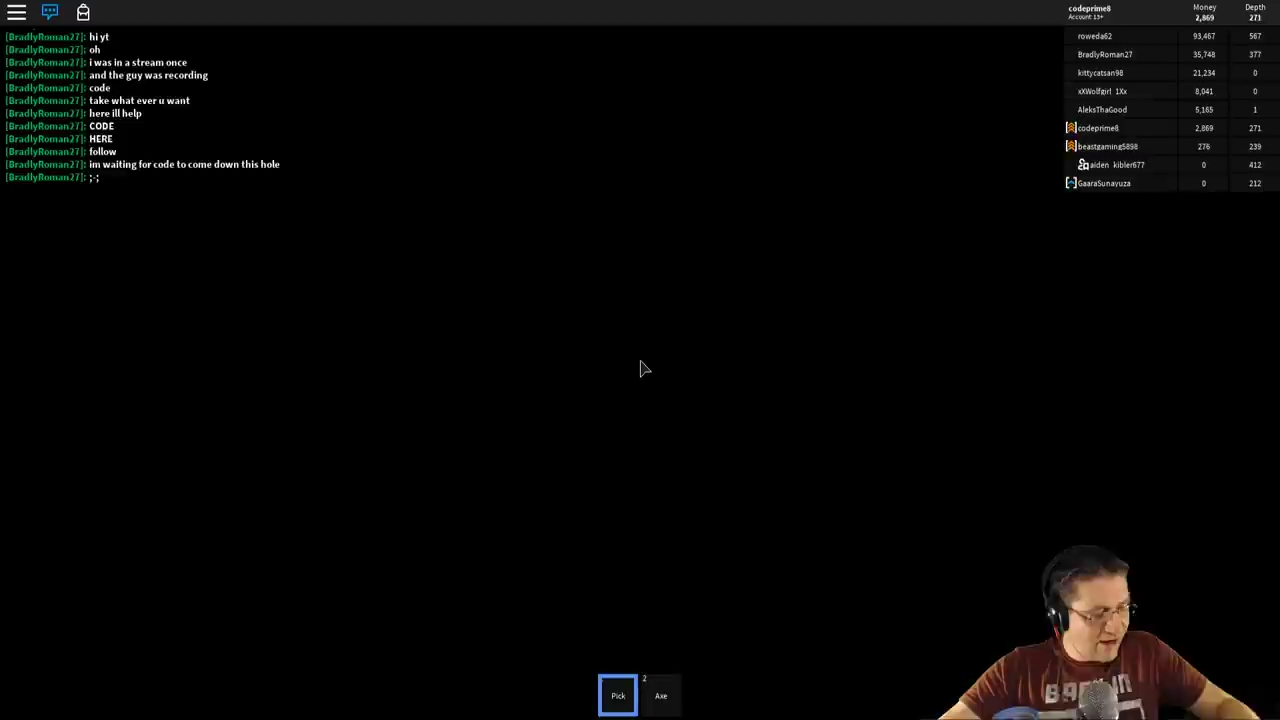 codeprime8
Account: 13+
Money
2,869
Depth
271
[BradlyRoman27]: hi yt
[BradlyRoman27]: oh
[BradlyRoman27]: i was in a stream once
[BradlyRoman27]: and the guy was recording
[BradlyRoman27]: code
[BradlyRoman27]: take what ever u want
[BradlyRoman27]: here ill help
[BradlyRoman27]: CODE
[BradlyRoman27]: HERE
[BradlyRoman27]: follow
[BradlyRoman27]: im waiting for code to come down this hole
[BradlyRoman27]: ;-;
roweda62 93,467 567
BradlyRoman27 35,748 377
kittycatsan98 21,234 0
xXWolfgirl_1Xx 8,041 0
AleksThaGood 5,165 1
codeprime8 2,869 271
beastgaming5898 276 239
aiden_kibler677 0 412
GaaraSunayuza 0 212
Pick
2
Axe